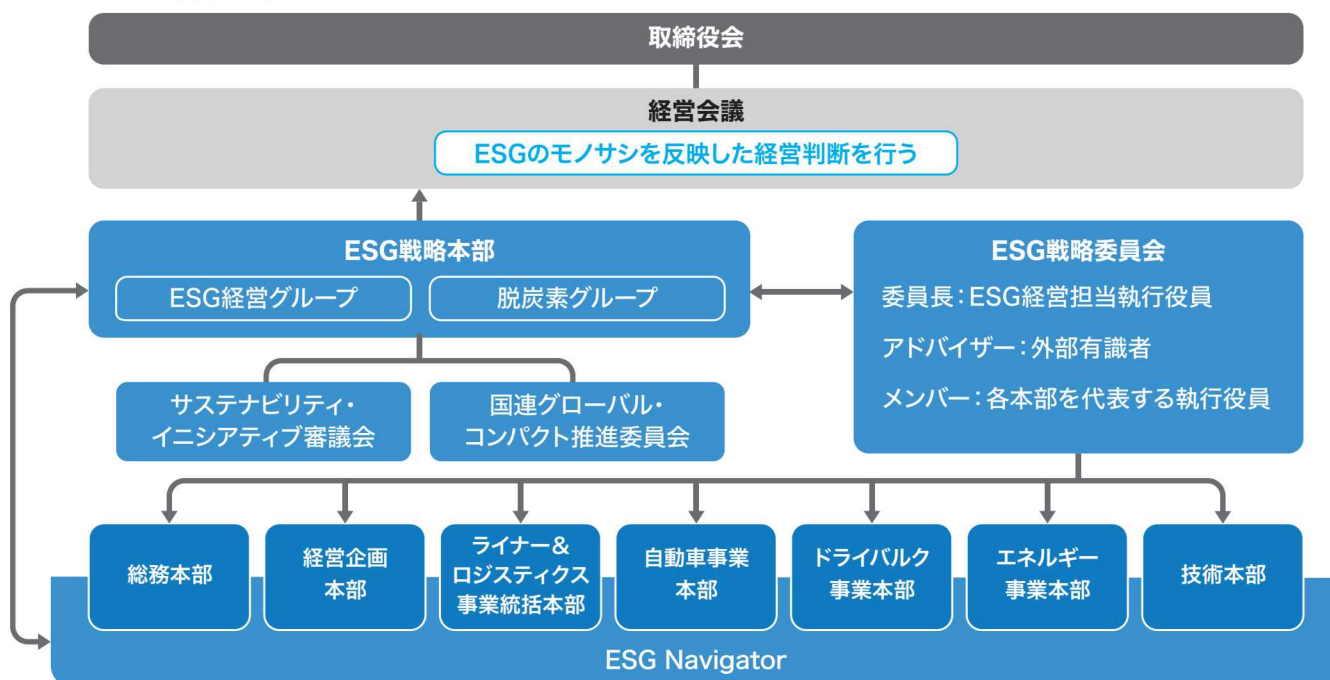 取締役会
経営会議
ESGのモノサシを反映した経営判断を行う
ESG戦略本部
ESG経営グループ
脱炭素グループ
ESG戦略委員会
委員長：ESG経営担当執行役員
アドバイザー：外部有識者
メンバー：各本部を代表する執行役員
サステナビリティ・
イニシアティブ審議会
国連グローバル・
コンパクト推進委員会
総務本部
経営企画
本部
ライナー＆
ロジスティクス
事業統括本部
自動車事業
本部
ドライバルク
事業本部
エネルギー
事業本部
技術本部
ESG Navigator